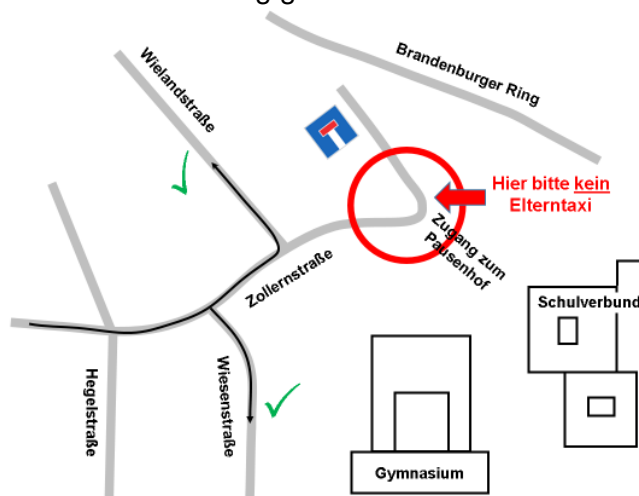 Brandenburger Ring
Wielandstraße
Hier bitte kein
Elterntaxi
Zugang zum
Pausenhof
Zollernstraße
Schulverbund
Hegelstraße
Wiesenstraße
Gymnasium